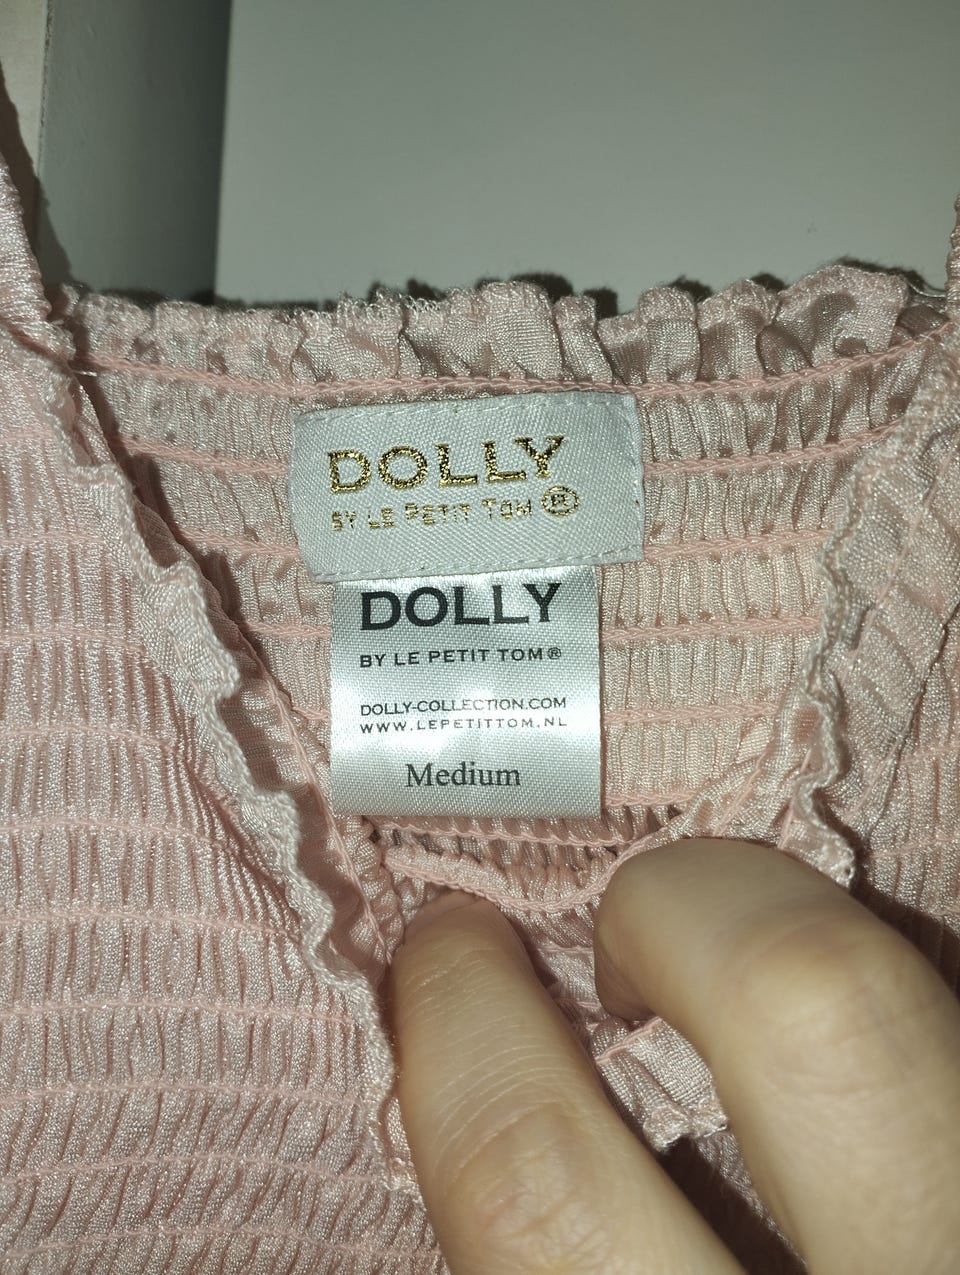 DOLLY
BY LE PETIT TOM®
DOLLY
BY LE PETIT TOM®
DOLLY-COLLECTION.COM
WWW.LEPETITTOM.NL
Medium